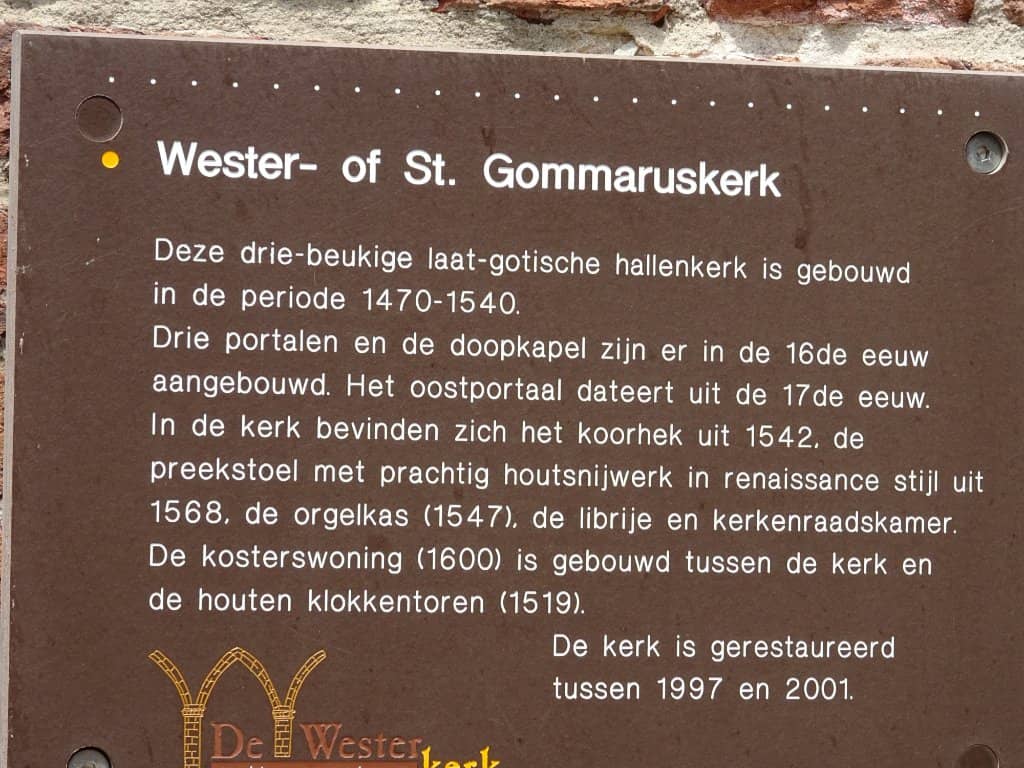 Wester- of St. Gommaruskerk
Deze drie-beukige laat-gotische hallenkerk is gebouwd
in de periode 1470-1540.
Drie portalen en de doopkapel zijn er in de 16de eeuw
aangebouwd. Het oostportaal dateert uit de 17de eeuw.
In de kerk bevinden zich het koorhek uit 1542, de
preekstoel met prachtig houtsnijwerk in renaissance stijl uit
1568, de orgelkas (1547), de librije en kerkenraadskamer.
De kosterswoning (1600) is gebouwd tussen de kerk en
de houten klokkentoren (1519).
De kerk is gerestaureerd
tussen 1997 en 2001.
De Wester
kerk